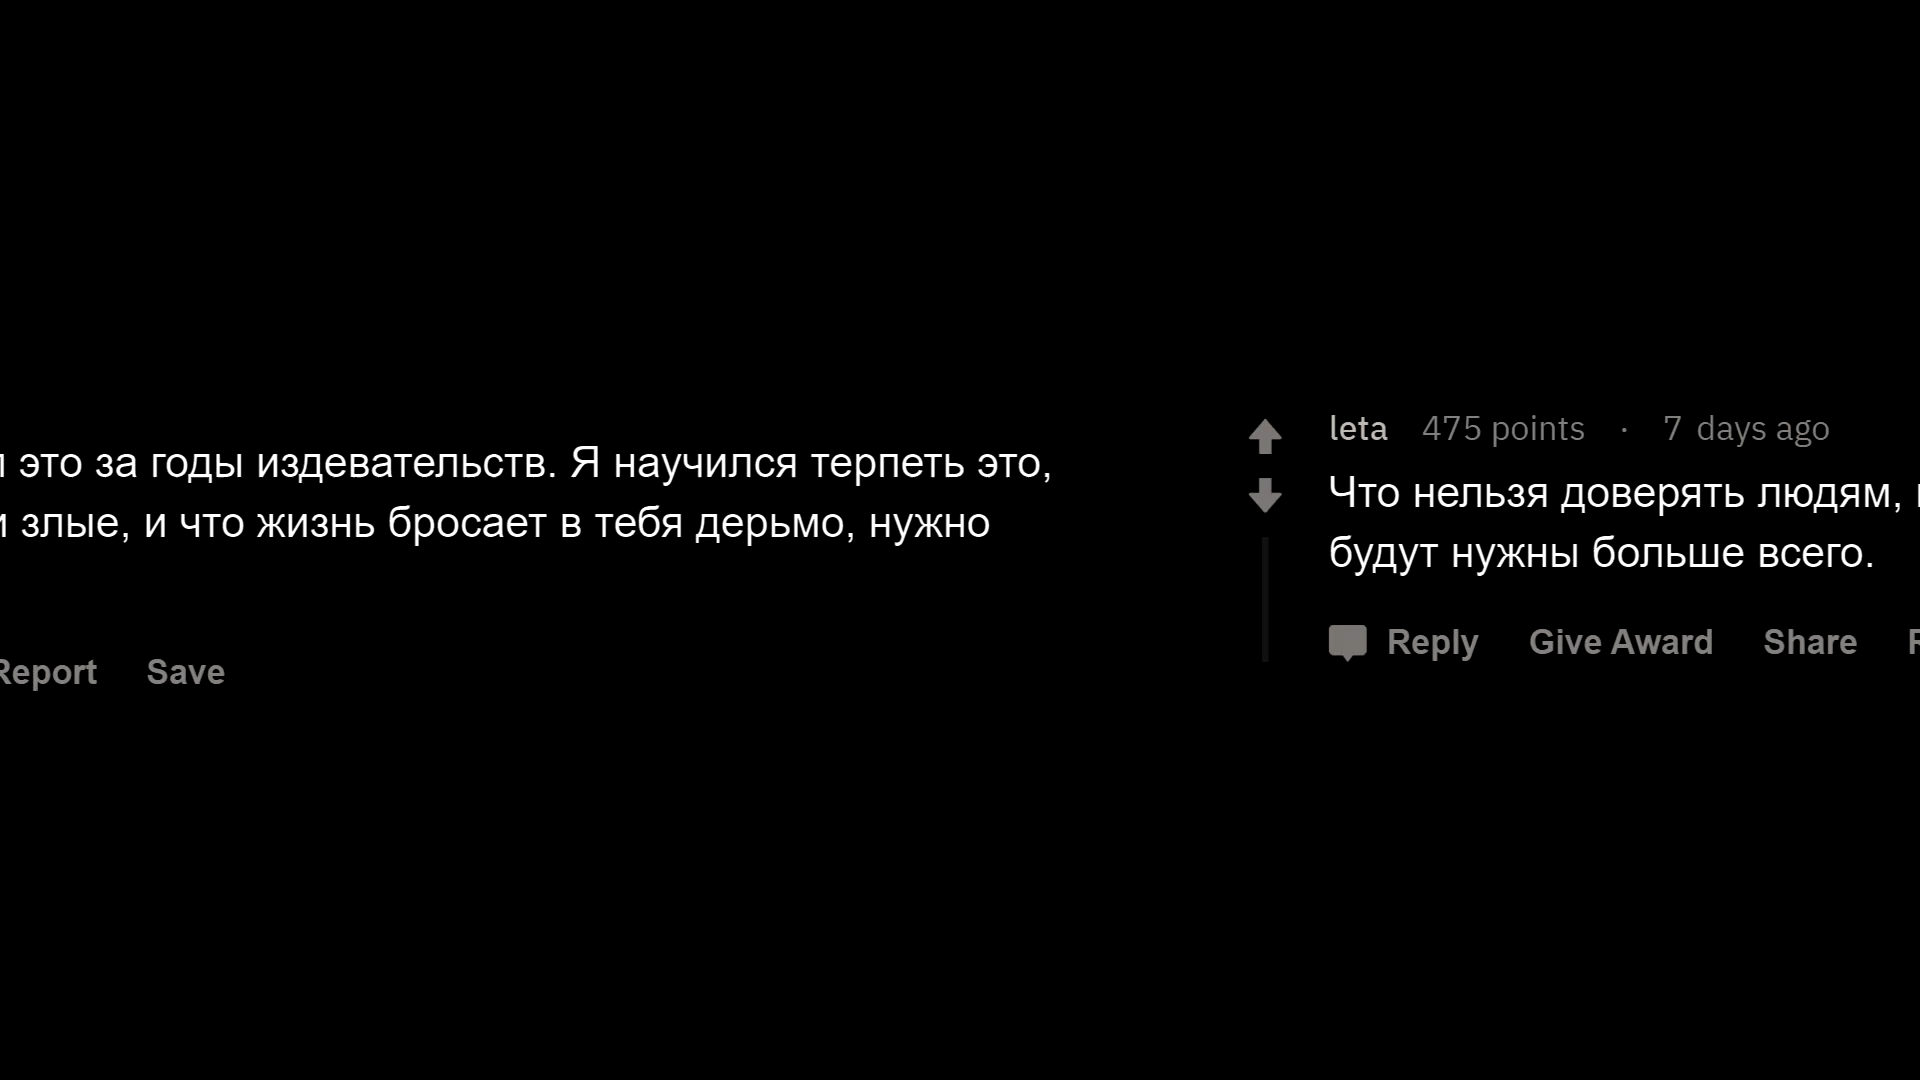 это за годы издевательств. Я научился терпеть это,
злые, и что жизнь бросает в тебя дерьмо, нужно
Report Save
leta 475 points · 7 days ago
Что нельзя доверять людям,
будут нужны больше всего.
Reply Give Award Share